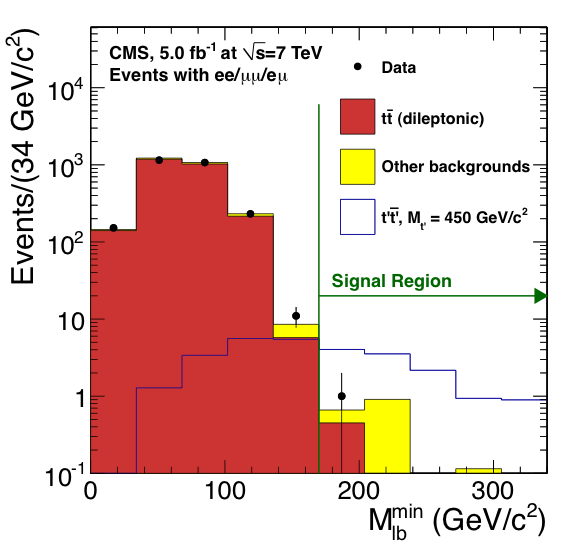 CMS, 5.0 fb⁻¹ at √s=7 TeV
Events with ee/μμ/eμ
Data
tt̄ (dileptonic)
Other backgrounds
t't̄', M_t' = 450 GeV/c²
Signal Region
Events/(34 GeV/c²)
10⁴
10³
10²
10
1
10⁻¹
0 100 200 300
M_lb^min (GeV/c²)